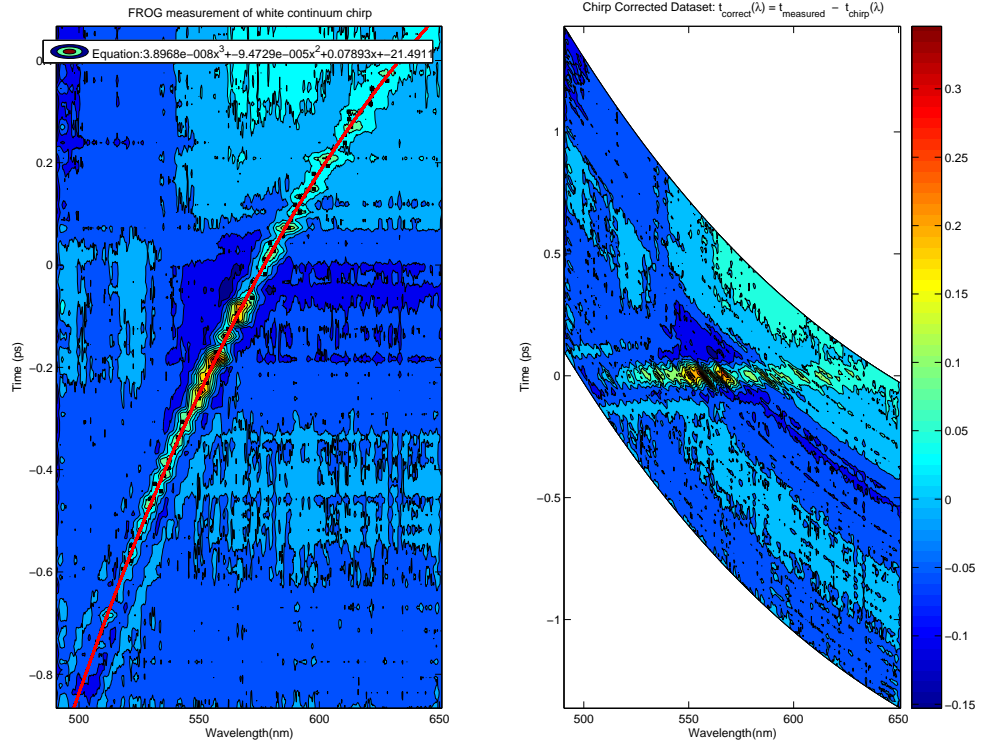 FROG measurement of white continuum chirp
Equation:3.8968e−008x^3+−9.4729e−005x^2+0.07893x+−21.4911
0.2
0
−0.2
−0.4
−0.6
−0.8
Time (ps)
500 550 600 650
Wavelength(nm)
Chirp Corrected Dataset: t_correct(λ) = t_measured − t_chirp(λ)
1
0.5
0
−0.5
−1
Time (ps)
500 550 600 650
Wavelength(nm)
0.3
0.25
0.2
0.15
0.1
0.05
0
−0.05
−0.1
−0.15